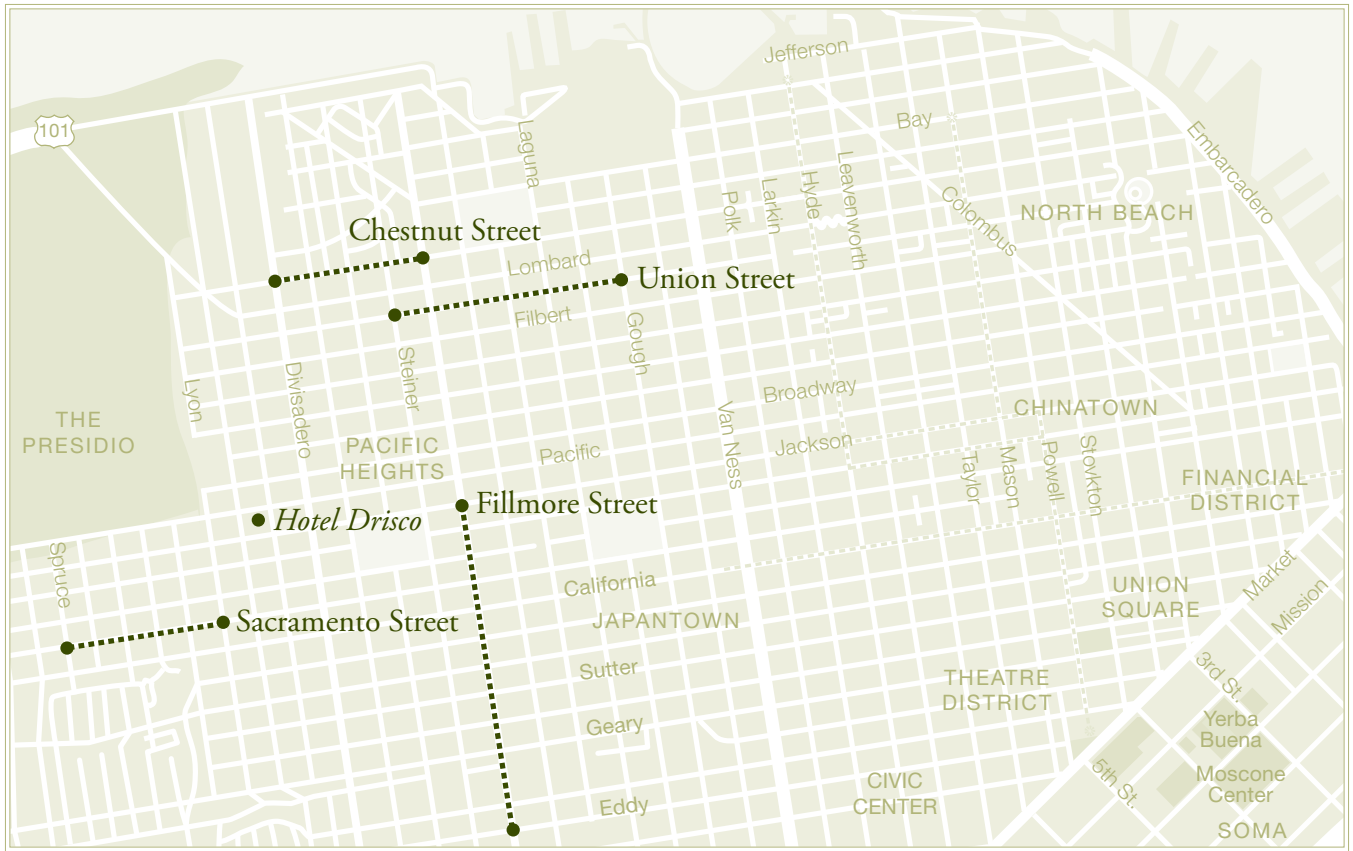 Jefferson
101
Bay
Laguna
Embarcadero
Leavenworth
Hyde
Larkin
Polk
Columbus
NORTH BEACH
Chestnut Street
Lombard
Union Street
Filbert
Gough
Steiner
Divisadero
Lyon
Broadway
Van Ness
CHINATOWN
THE
PRESIDIO
PACIFIC
HEIGHTS
Pacific
Jackson
Taylor
Mason
Powell
Stovkton
FINANCIAL
DISTRICT
Fillmore Street
Hotel Drisco
Spruce
California
UNION
SQUARE
Market
Mission
Sacramento Street
JAPANTOWN
Sutter
THEATRE
DISTRICT
3rd St.
Geary
Yerba
Buena
5th St.
Moscone
Center
CIVIC
CENTER
Eddy
SOMA